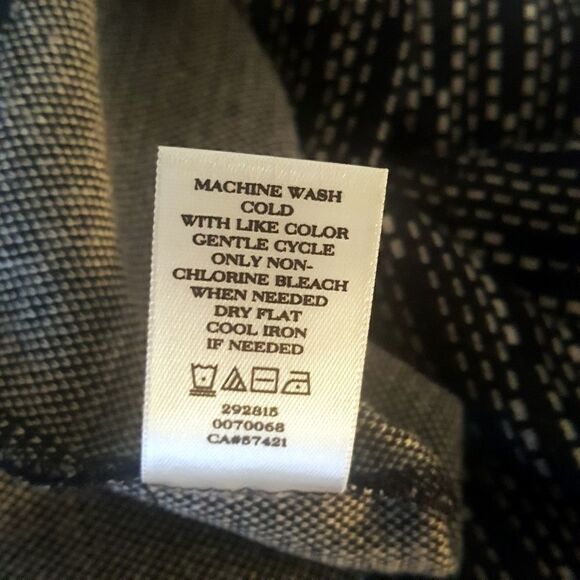 MACHINE WASH
COLD
WITH LIKE COLOR
GENTLE CYCLE
ONLY NON-
CHLORINE BLEACH
WHEN NEEDED
DRY FLAT
COOL IRON
IF NEEDED
292815
0070068
CA#57421